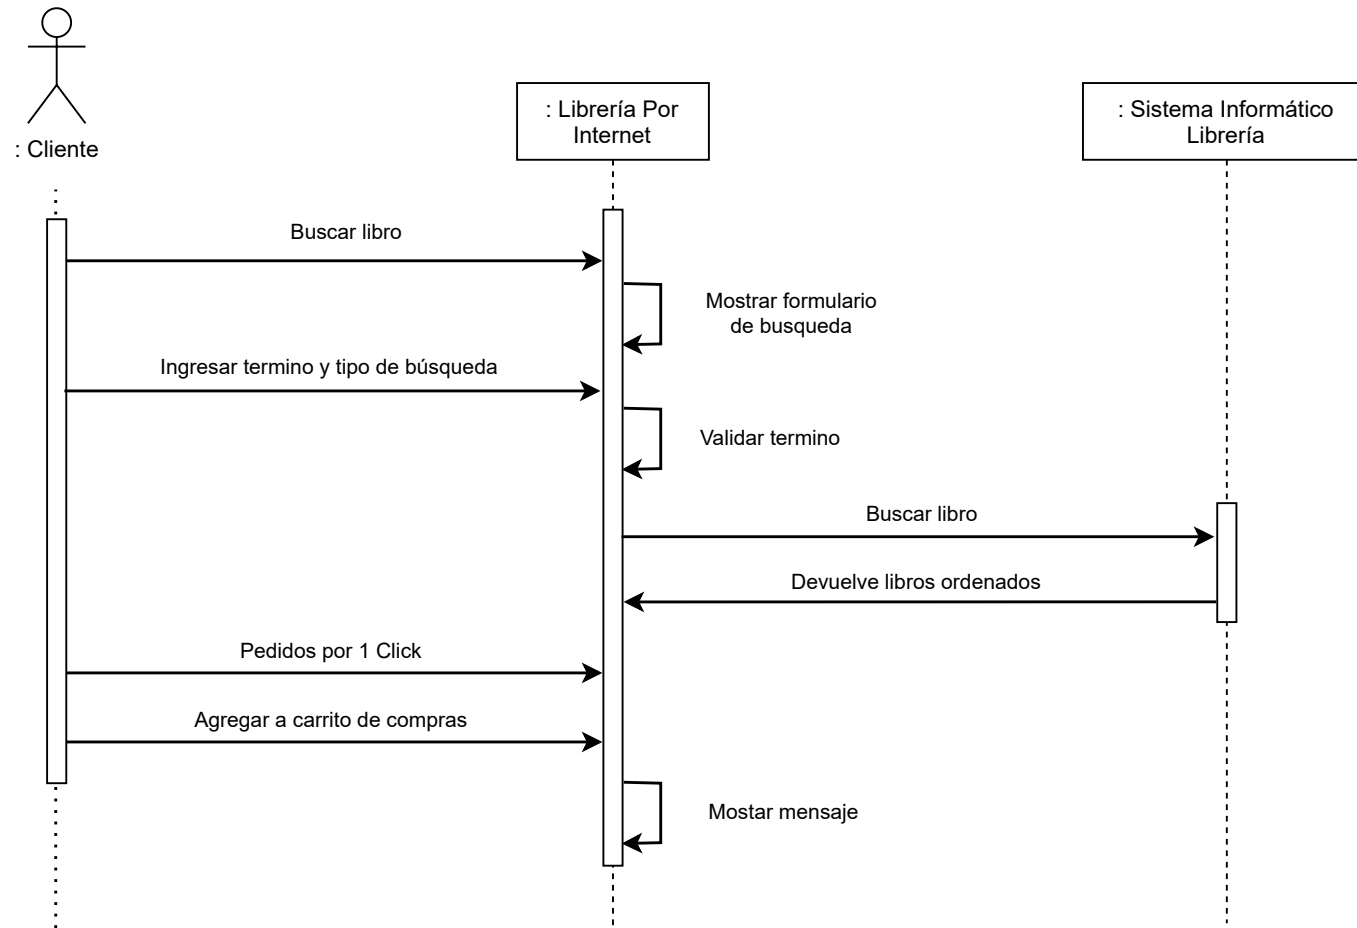 : Cliente
: Librería Por
Internet
: Sistema Informático
Librería
Buscar libro
Mostrar formulario
de busqueda
Ingresar termino y tipo de búsqueda
Validar termino
Buscar libro
Devuelve libros ordenados
Pedidos por 1 Click
Agregar a carrito de compras
Mostar mensaje